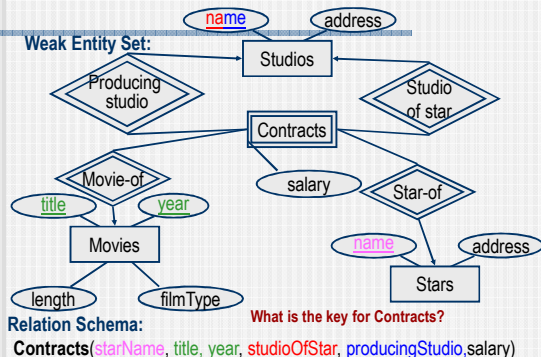 name
address
Weak Entity Set:
Studios
Producing
studio
Studio
of star
Contracts
Movie-of
salary
Star-of
title
year
name
address
Movies
Stars
length
filmType
What is the key for Contracts?
Relation Schema:
Contracts(starName, title, year, studioOfStar, producingStudio,salary)